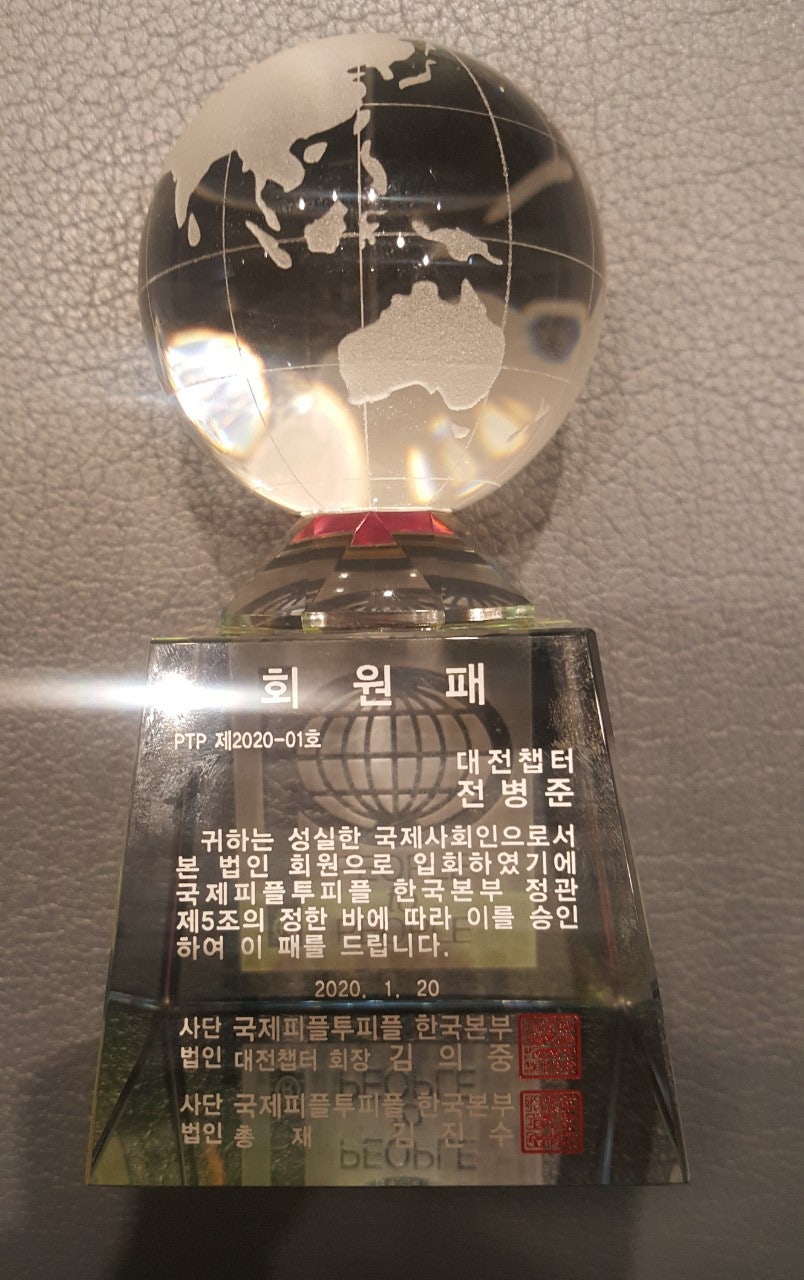 회 원 패
PTP 제2020-01호
대전챕터
전 병 준
귀하는 성실한 국제사회인으로서
본 법인 회원으로 입회하였기에
국제피플투피플 한국본부 정관
제5조의 정한 바에 따라 이를 승인
하여 이 패를 드립니다.
2020. 1. 20
사단 국제피플투피플 한국본부
법인 대전챕터 회장 김 의 중
사단 국제피플투피플 한국본부
법인 총 재 김 진 수
PEOPLE
PEOPLE